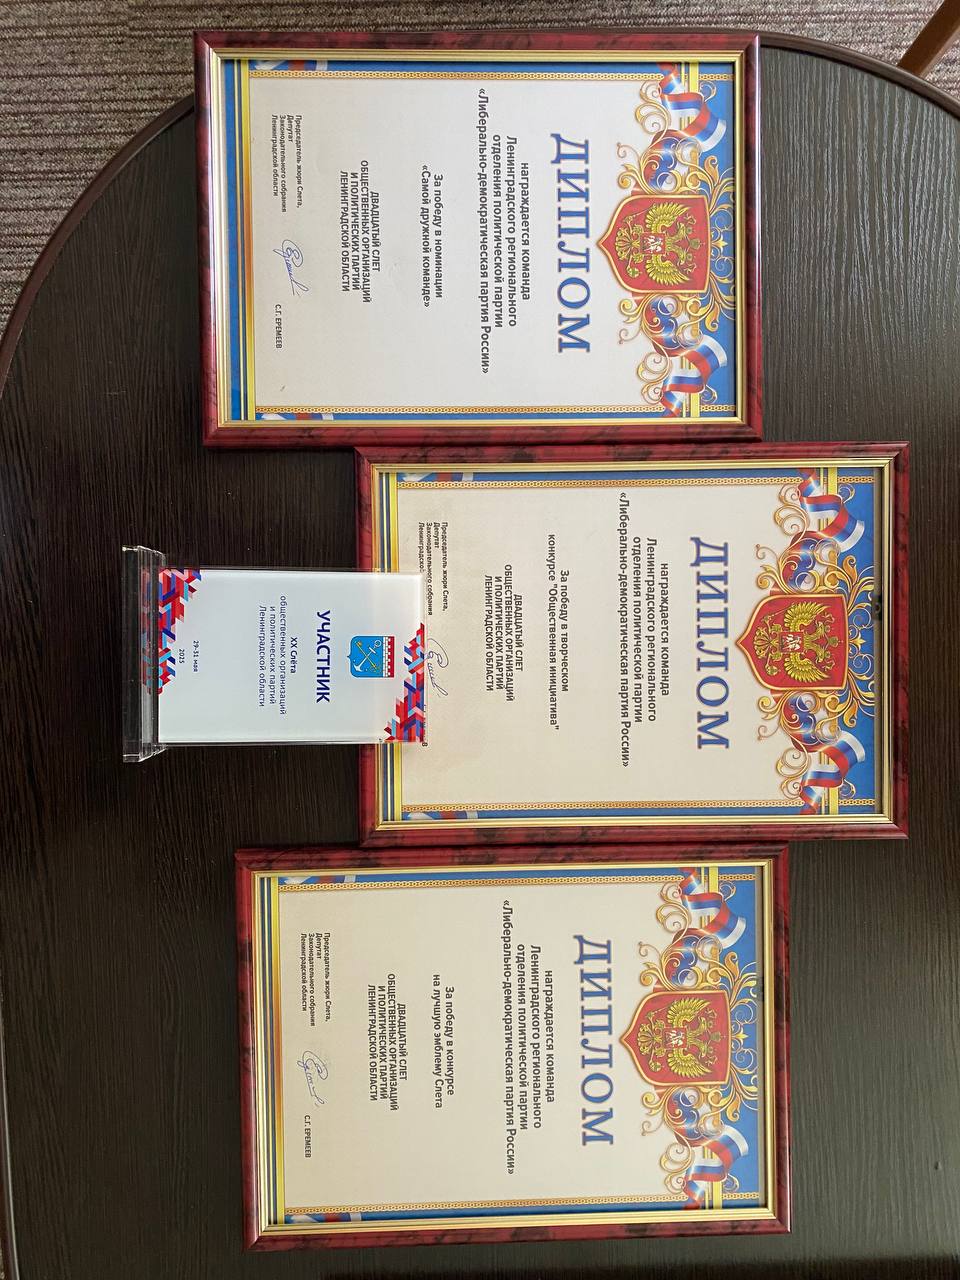 ДИПЛОМ
награждается команда
Ленинградского регионального
отделения политической партии
«Либерально-демократическая партия России»
За победу в номинации
«Самой дружной команде»
ДВАДЦАТЫЙ СЛЕТ
ОБЩЕСТВЕННЫХ ОРГАНИЗАЦИЙ
И ПОЛИТИЧЕСКИХ ПАРТИЙ
ЛЕНИНГРАДСКОЙ ОБЛАСТИ
Председатель жюри Слета,
Депутат
Законодательного собрания
Ленинградской области
С.Г. ЕРЕМЕЕВ
ДИПЛОМ
награждается команда
Ленинградского регионального
отделения политической партии
«Либерально-демократическая партия России»
За победу в творческом
конкурсе "Общественная инициатива"
ДВАДЦАТЫЙ СЛЕТ
ОБЩЕСТВЕННЫХ ОРГАНИЗАЦИЙ
И ПОЛИТИЧЕСКИХ ПАРТИЙ
ЛЕНИНГРАДСКОЙ ОБЛАСТИ
Председатель жюри Слета,
Депутат
Законодательного собрания
Ленинградской
УЧАСТНИК
XX Слёта
общественных организаций
и политических партий
Ленинградской области
29-31 мая
2025
ДИПЛОМ
награждается команда
Ленинградского регионального
отделения политической партии
«Либерально-демократическая партия России»
За победу в конкурсе
на лучшую эмблему Слета
ДВАДЦАТЫЙ СЛЕТ
ОБЩЕСТВЕННЫХ ОРГАНИЗАЦИЙ
И ПОЛИТИЧЕСКИХ ПАРТИЙ
ЛЕНИНГРАДСКОЙ ОБЛАСТИ
Председатель жюри Слета,
Депутат
Законодательного собрания
Ленинградской области
С.Г. ЕРЕМЕЕВ